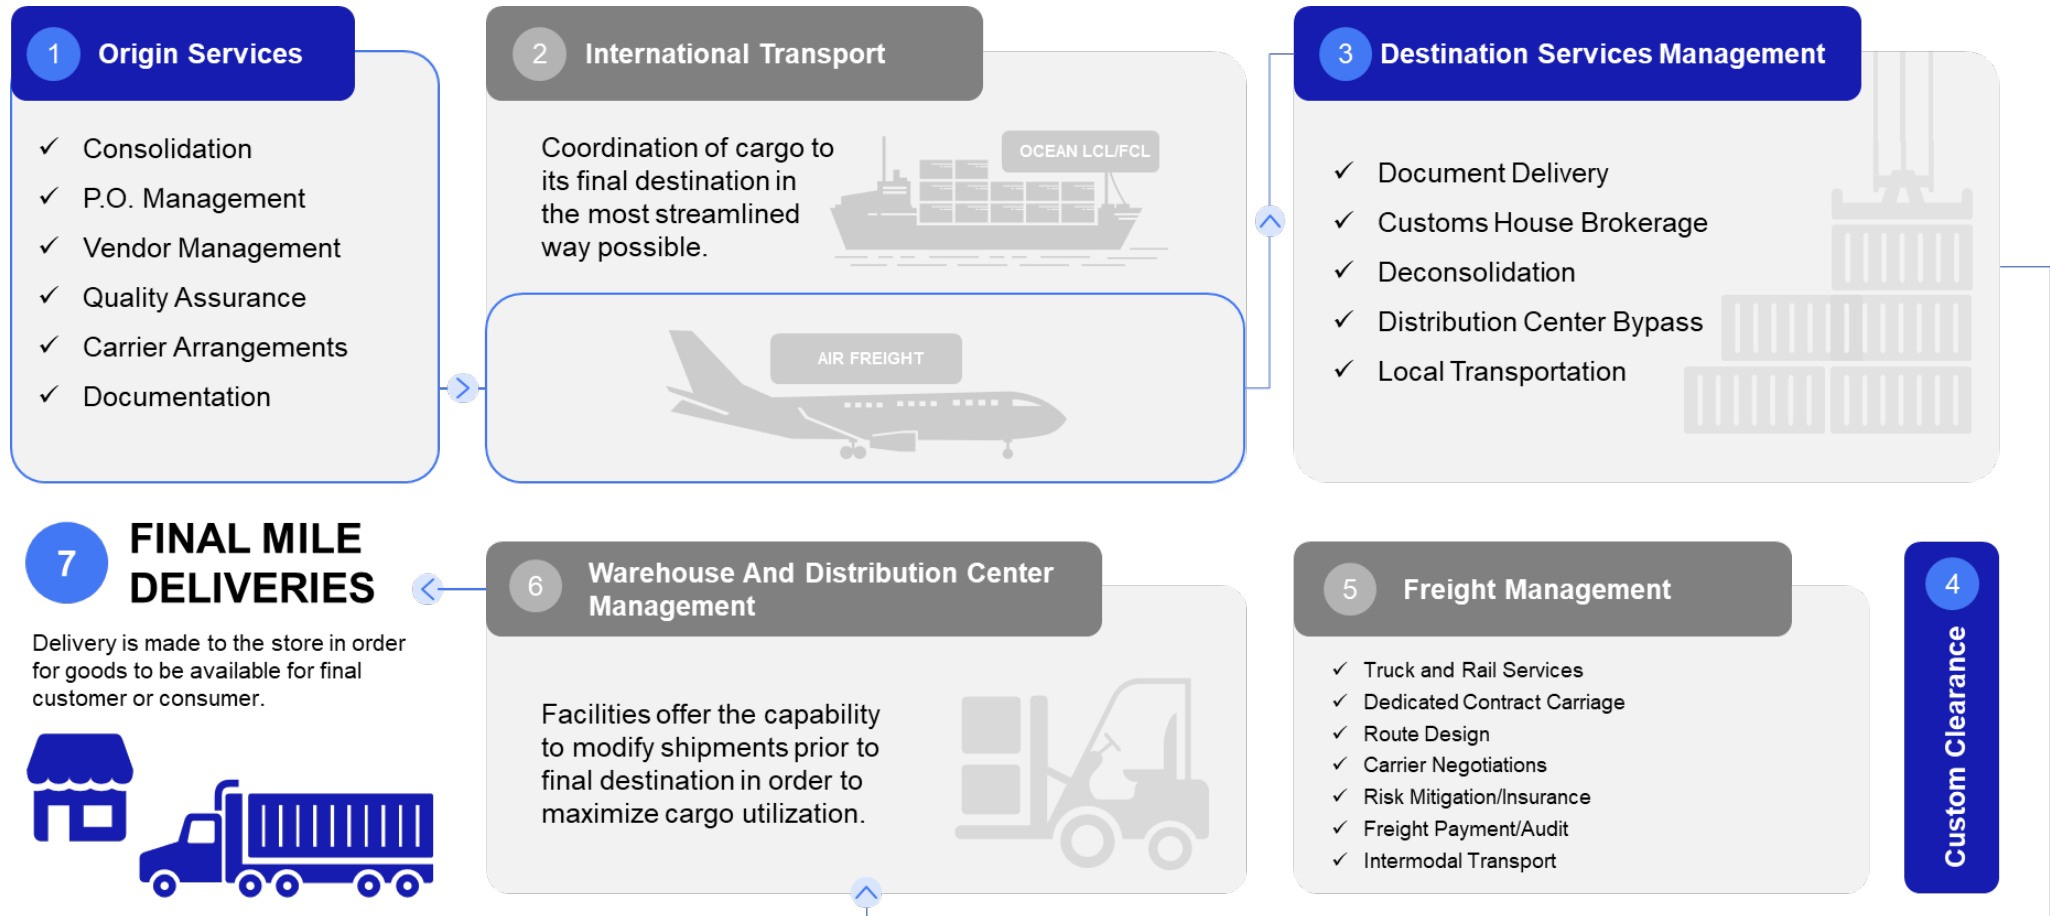 1 Origin Services
Consolidation
P.O. Management
Vendor Management
Quality Assurance
Carrier Arrangements
Documentation
2 International Transport
Coordination of cargo to
its final destination in
the most streamlined
way possible.
OCEAN LCL/FCL
AIR FREIGHT
3 Destination Services Management
Document Delivery
Customs House Brokerage
Deconsolidation
Distribution Center Bypass
Local Transportation
4
Custom Clearance
5 Freight Management
Truck and Rail Services
Dedicated Contract Carriage
Route Design
Carrier Negotiations
Risk Mitigation/Insurance
Freight Payment/Audit
Intermodal Transport
6 Warehouse And Distribution Center
Management
Facilities offer the capability
to modify shipments prior to
final destination in order to
maximize cargo utilization.
7 FINAL MILE
DELIVERIES
Delivery is made to the store in order
for goods to be available for final
customer or consumer.